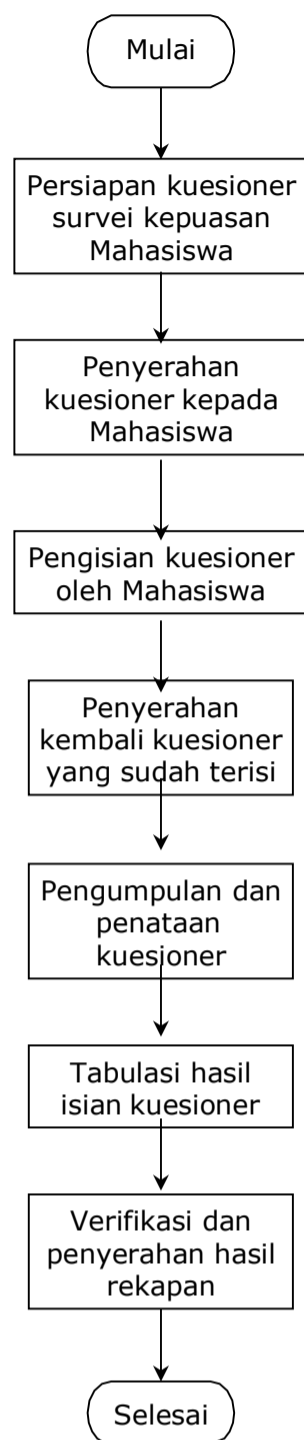 Mulai
Persiapan kuesioner
survei kepuasan
Mahasiswa
Penyerahan
kuesioner kepada
Mahasiswa
Pengisian kuesioner
oleh Mahasiswa
Penyerahan
kembali kuesioner
yang sudah terisi
Pengumpulan dan
penataan
kuesioner
Tabulasi hasil
isian kuesioner
Verifikasi dan
penyerahan hasil
rekapan
Selesai